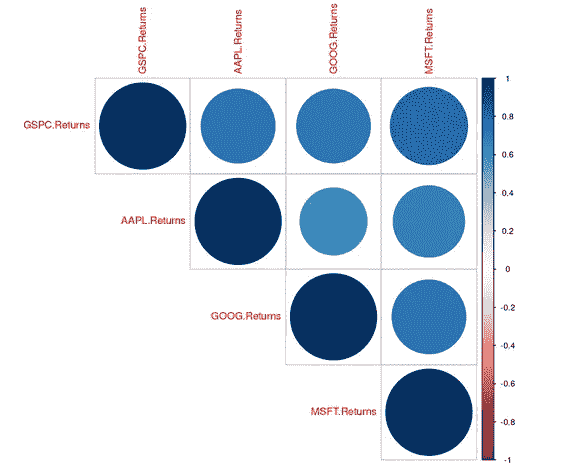 GSPC.Returns
AAPL.Returns
GOOG.Returns
MSFT.Returns
GSPC.Returns
AAPL.Returns
GOOG.Returns
MSFT.Returns
1
0.8
0.6
0.4
0.2
0
-0.2
-0.4
-0.6
-0.8
-1